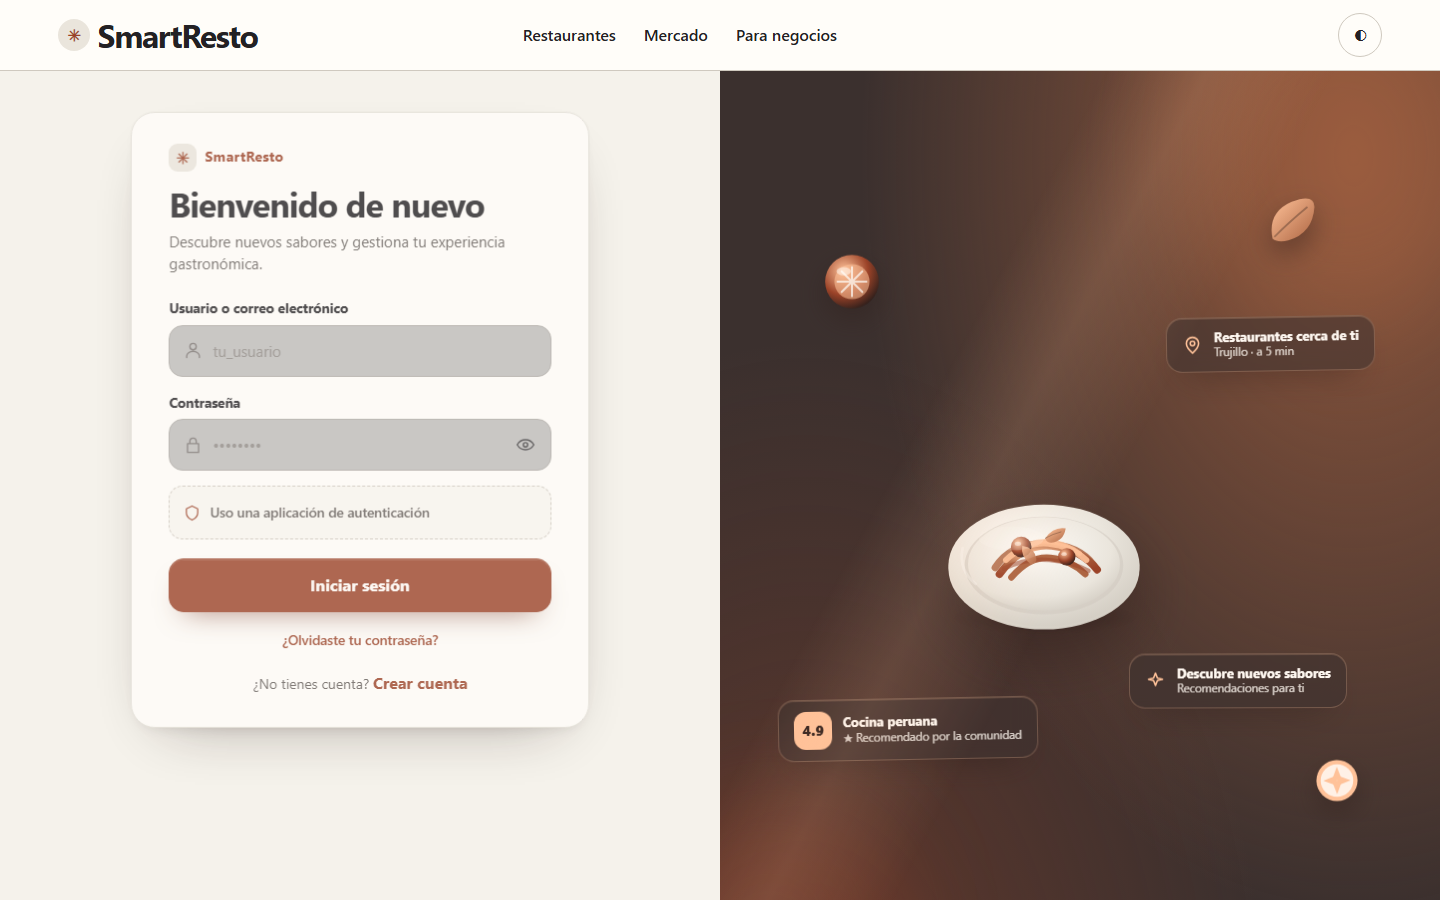 SmartResto
Restaurantes
Mercado
Para negocios
SmartResto
Bienvenido de nuevo
Descubre nuevos sabores y gestiona tu experiencia
gastronómica.
Usuario o correo electrónico
tu_usuario
Contraseña
••••••••
Uso una aplicación de autenticación
Iniciar sesión
¿Olvidaste tu contraseña?
¿No tienes cuenta? Crear cuenta
Restaurantes cerca de ti
Trujillo · a 5 min
Descubre nuevos sabores
Recomendaciones para ti
4.9
Cocina peruana
★ Recomendado por la comunidad